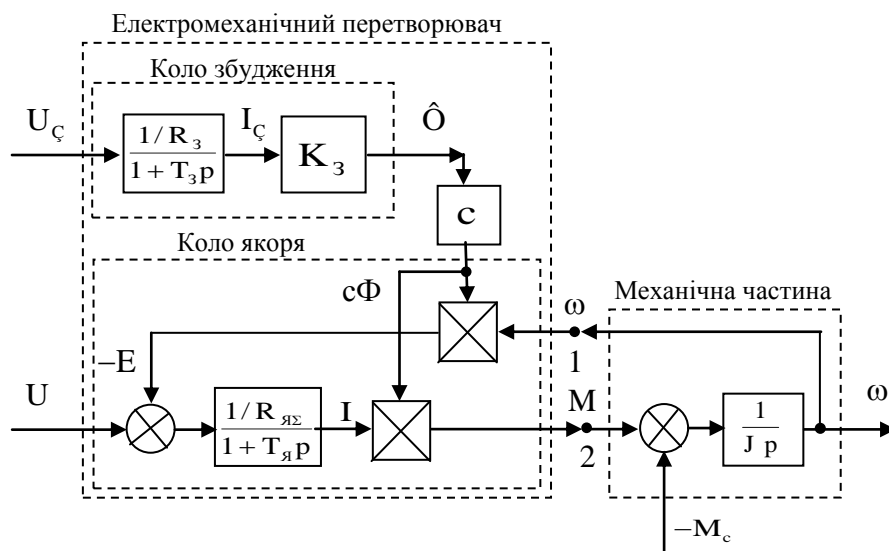 Електромеханічний перетворювач
Коло збудження
U_Ç
1/R_З
1+T_З p
I_Ç
K_З
Ô
c
Коло якоря
сФ
Механічна частина
ω
1
–E
U
1/R_ЯΣ
1+T_Я p
I
M
2
1
J p
ω
–M_c